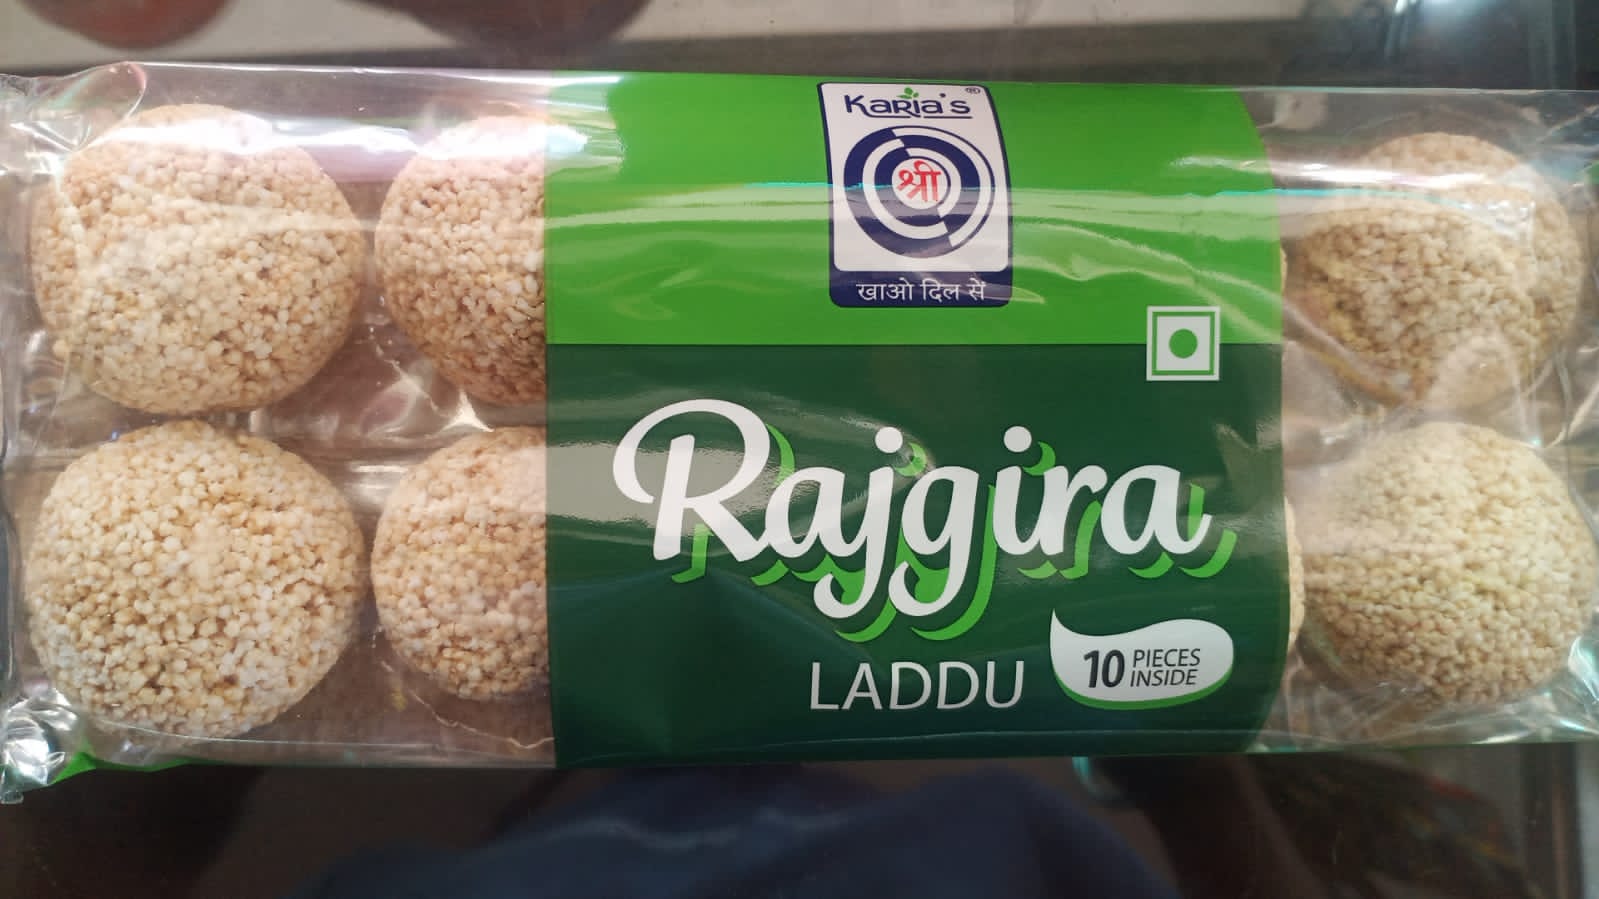 Karia's®
श्री
खाओ दिल सें
Rajgira
LADDU
10 PIECES
INSIDE